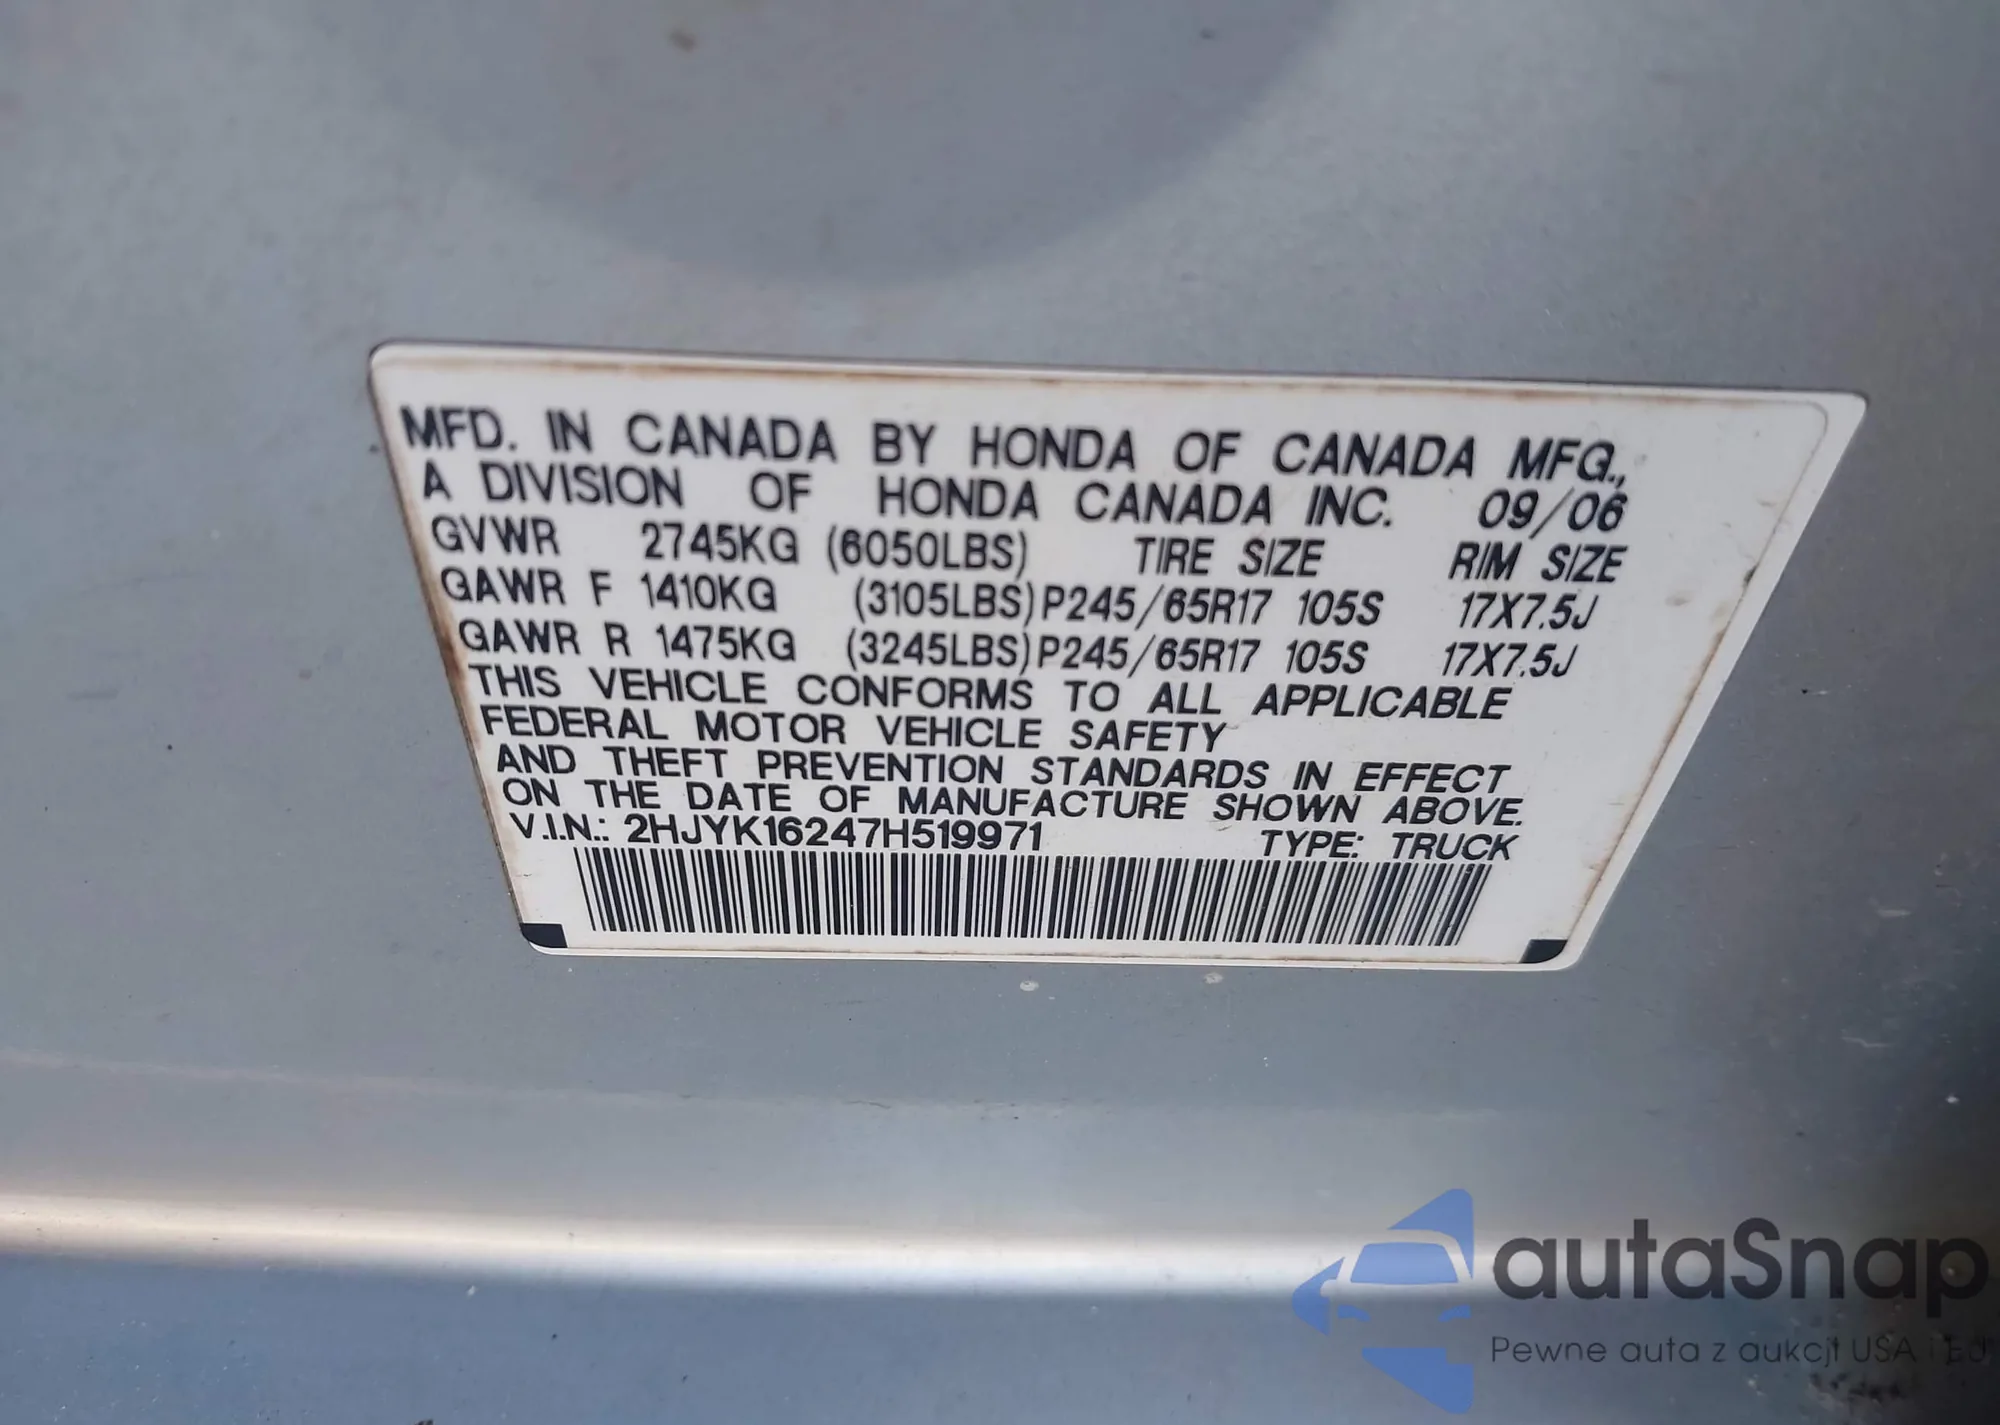 MFD. IN CANADA BY HONDA OF CANADA MFG.,
A DIVISION OF HONDA CANADA INC. 09/06
GVWR 2745KG (6050LBS) TIRE SIZE RIM SIZE
GAWR F 1410KG (3105LBS) P245/65R17 105S 17X7.5J
GAWR R 1475KG (3245LBS) P245/65R17 105S 17X7.5J
THIS VEHICLE CONFORMS TO ALL APPLICABLE
FEDERAL MOTOR VEHICLE SAFETY
AND THEFT PREVENTION STANDARDS IN EFFECT
ON THE DATE OF MANUFACTURE SHOWN ABOVE.
V.I.N.: 2HJYK16247H519971 TYPE: TRUCK
autaSnap
Pewne auta z aukcji USA i